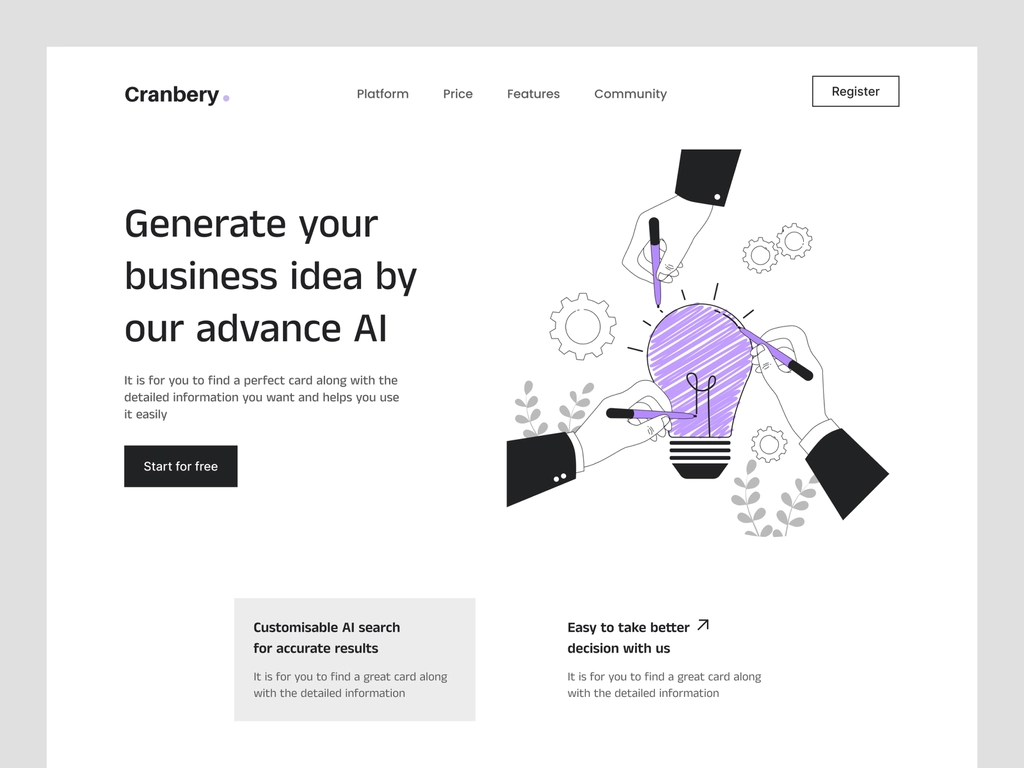 Cranbery
Platform
Price
Features
Community
Register
Generate your
business idea by
our advance AI
It is for you to find a perfect card along with the
detailed information you want and helps you use
it easily
Start for free
Customisable AI search
for accurate results
It is for you to find a great card along
with the detailed information
Easy to take better
decision with us
It is for you to find a great card along
with the detailed information